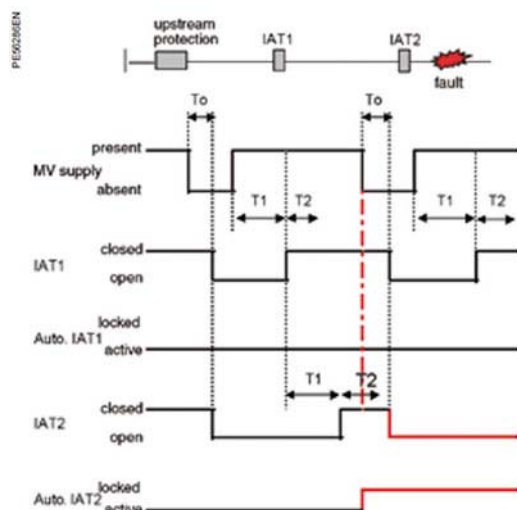 PE56286EN
upstream
protection
IAT1
IAT2
fault
To
To
present
MV supply
absent
T1
T2
T1
T2
closed
IAT1
open
locked
Auto. IAT1
active
T1
T2
closed
IAT2
open
locked
Auto. IAT2
active